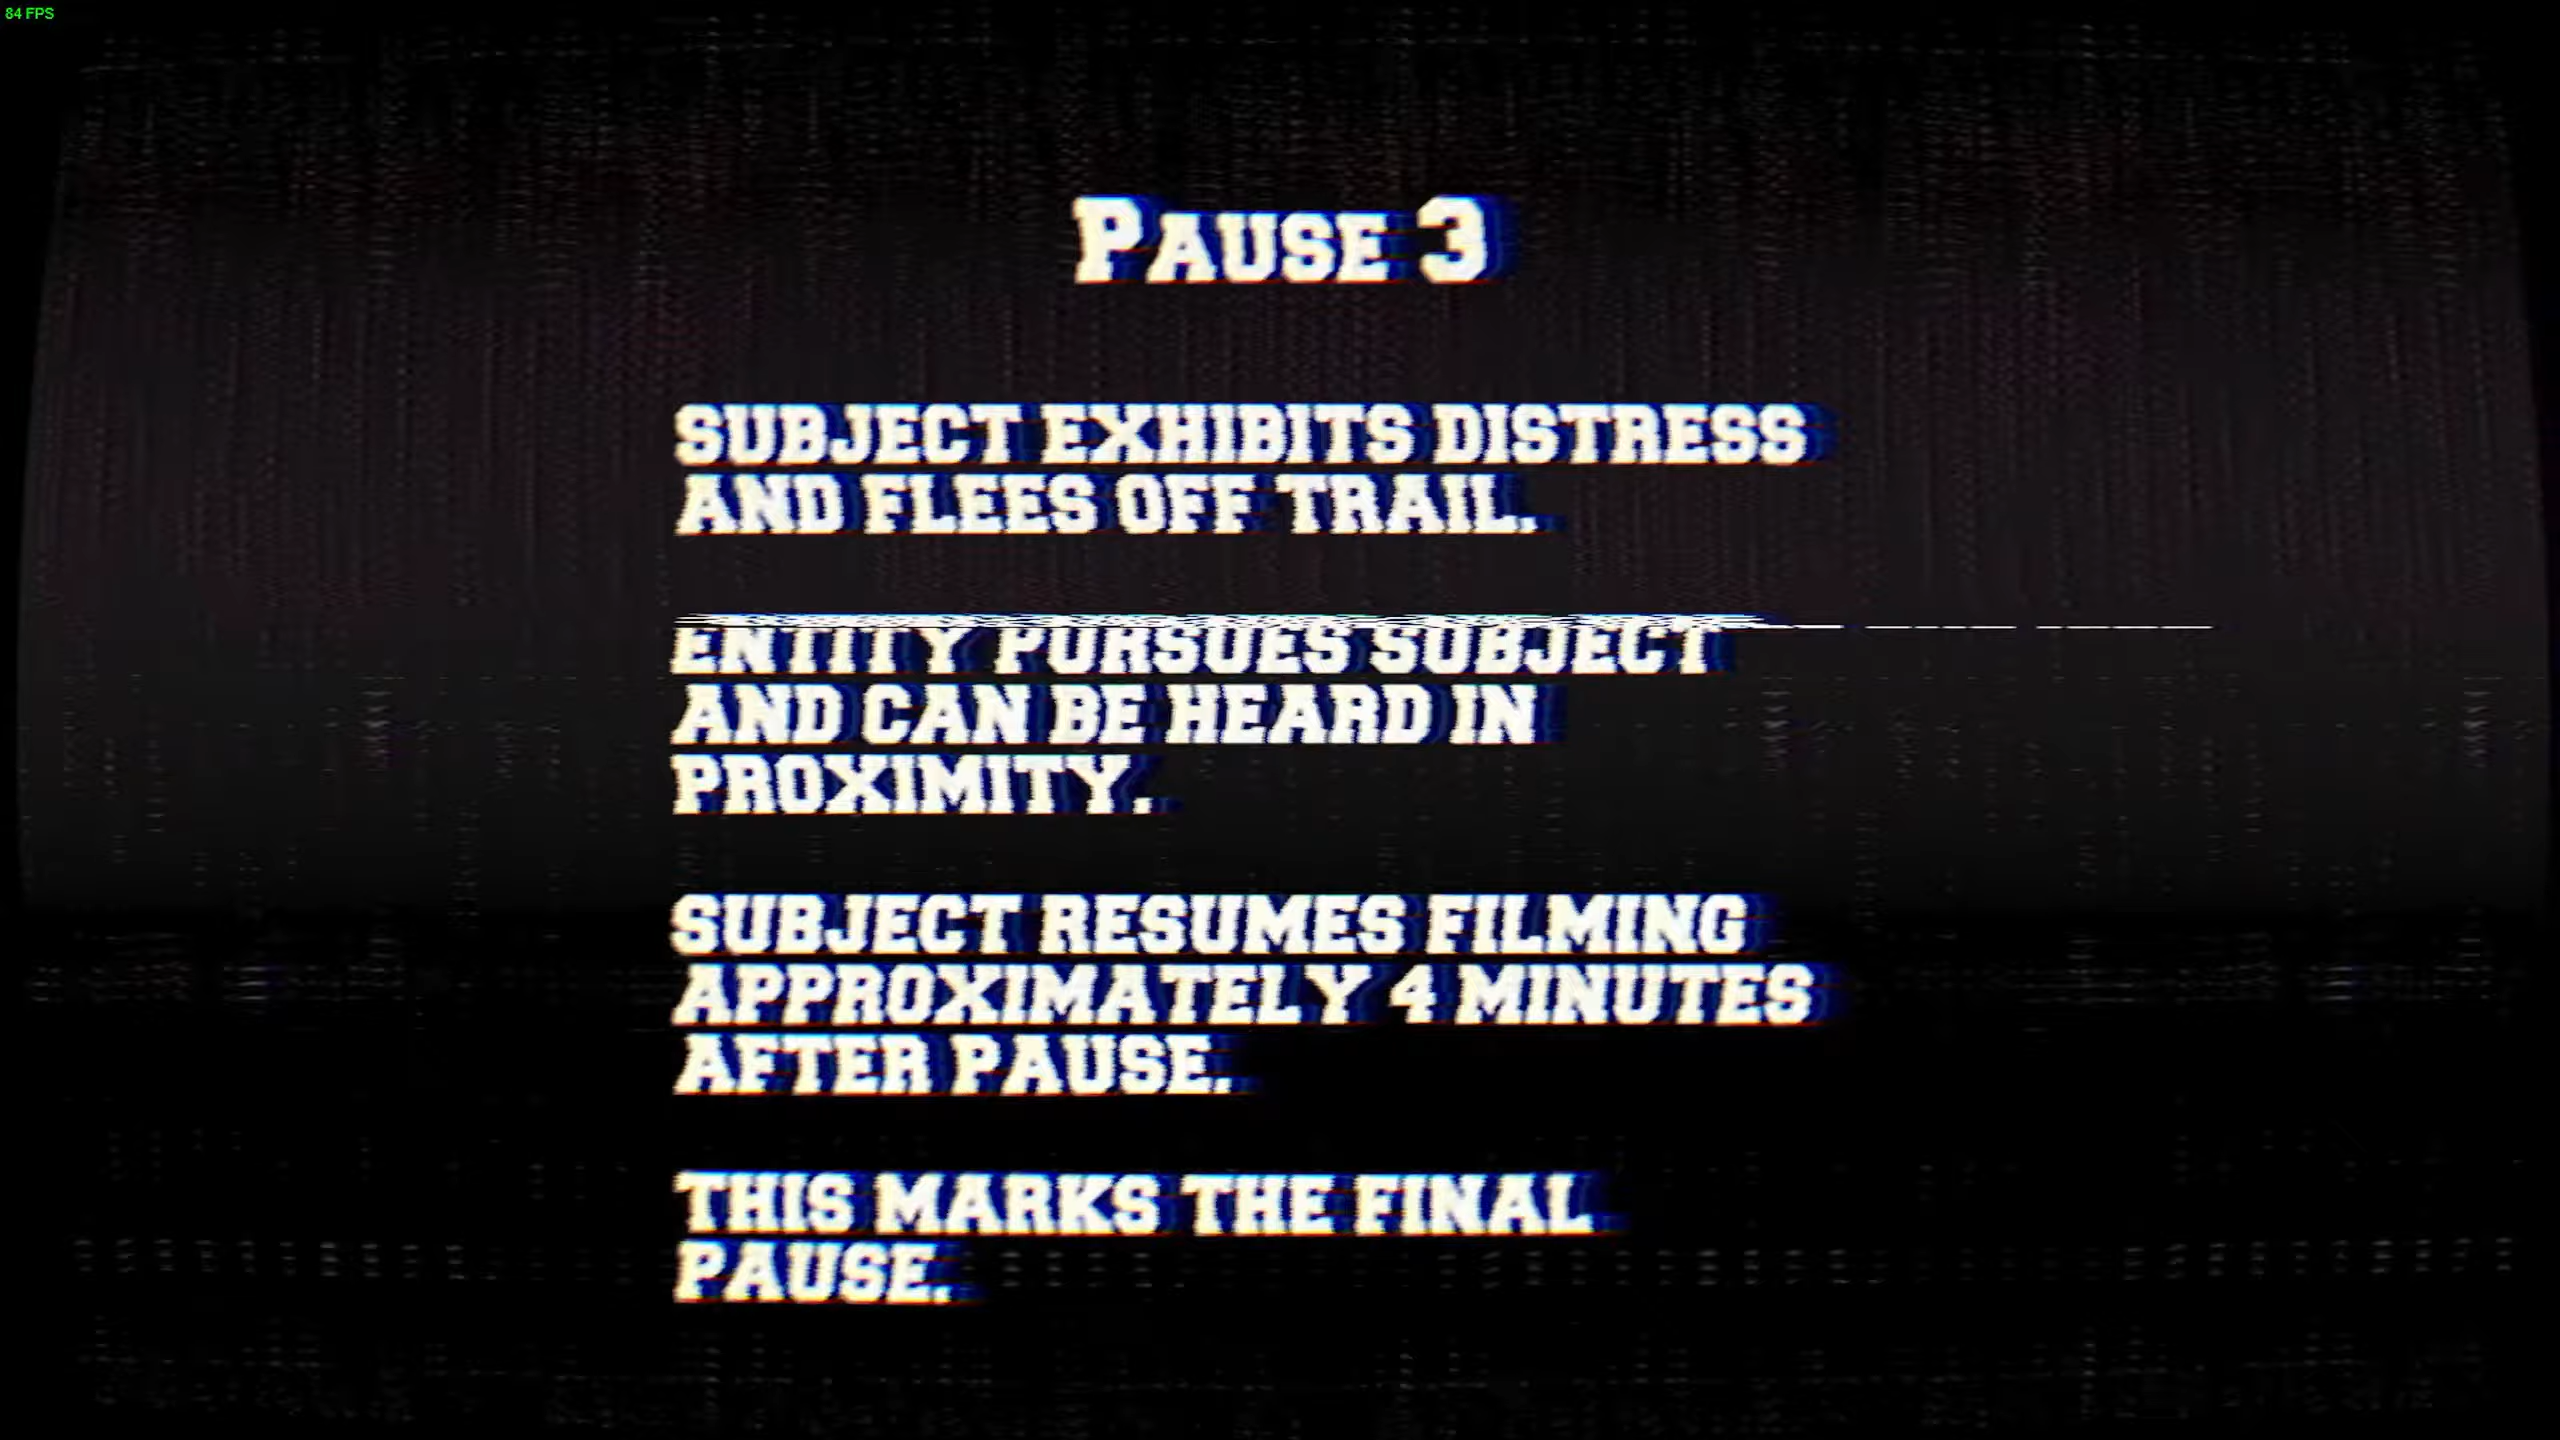 84 FPS
PAUSE 3
SUBJECT EXHIBITS DISTRESS
AND FLEES OFF TRAIL.
ENTITY PURSUES SUBJECT
AND CAN BE HEARD IN
PROXIMITY.
SUBJECT RESUMES FILMING
APPROXIMATELY 4 MINUTES
AFTER PAUSE.
THIS MARKS THE FINAL
PAUSE.